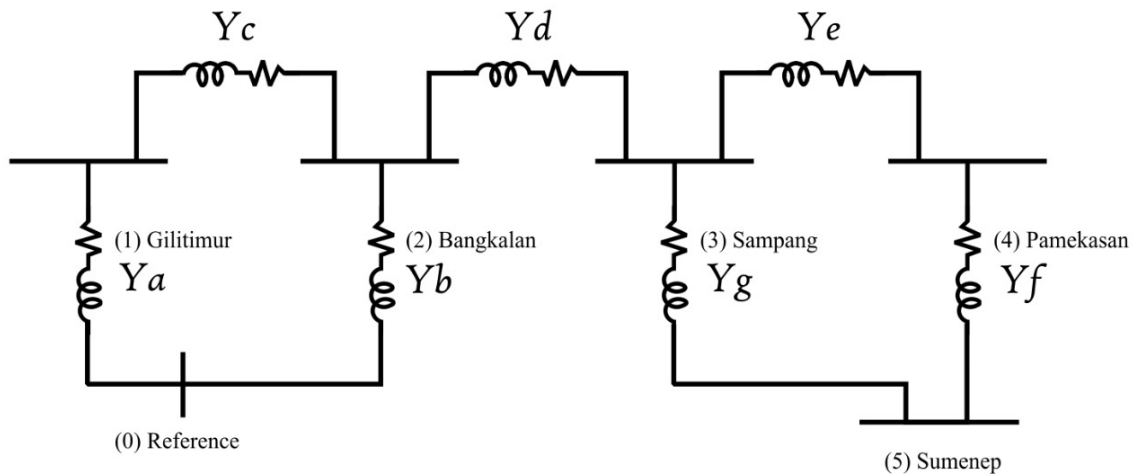 Yc
Yd
Ye
(1) Gilitimur
Ya
(2) Bangkalan
Yb
(3) Sampang
Yg
(4) Pamekasan
Yf
(0) Reference
(5) Sumenep